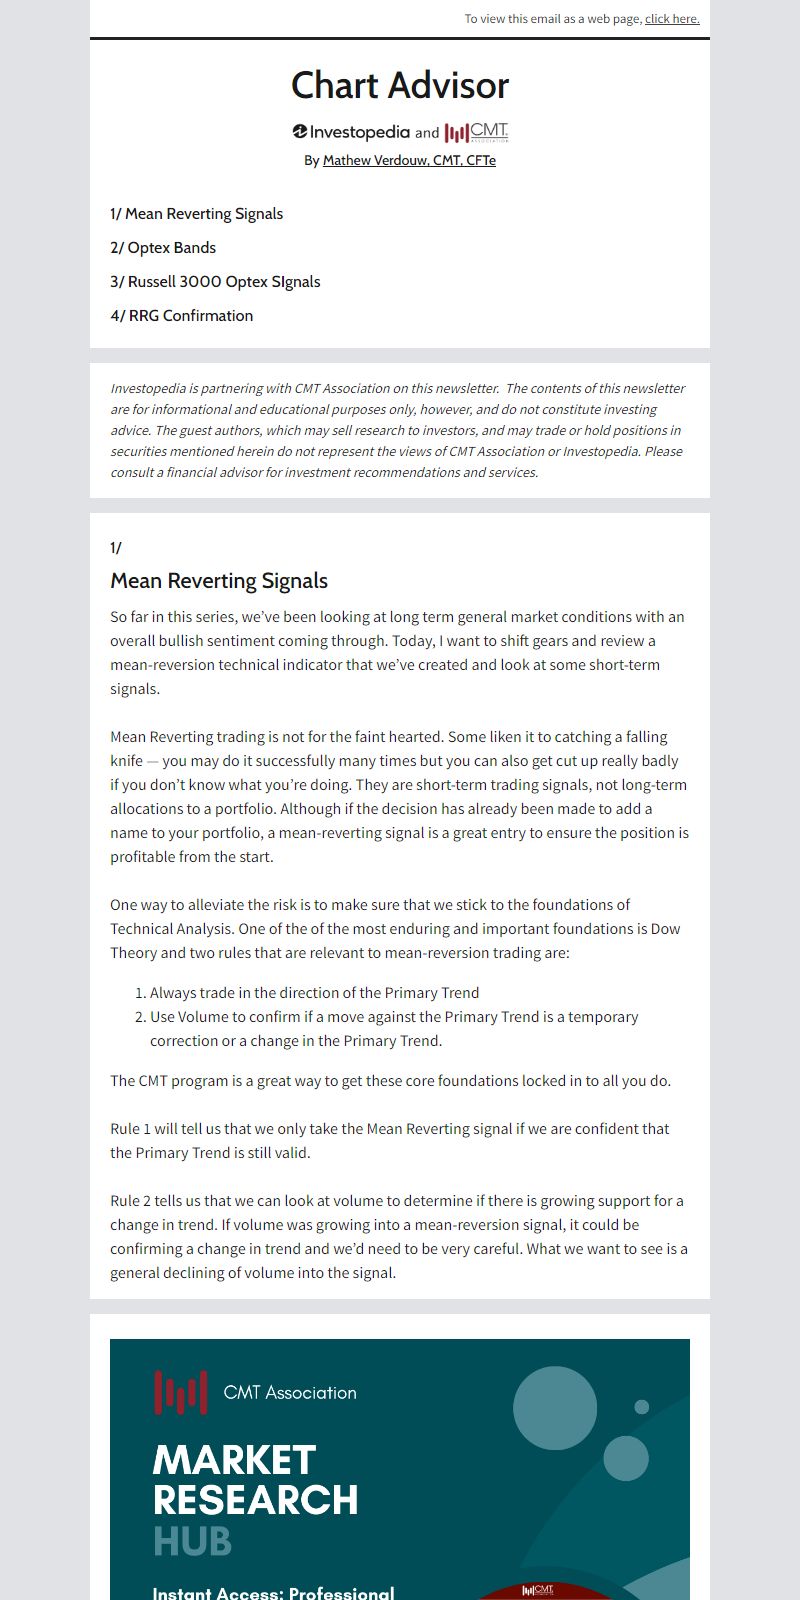 To view this email as a web page, click here.
Chart Advisor
Investopedia and CMT. ASSOCIATION
By Mathew Verdouw, CMT, CFTe
1/ Mean Reverting Signals
2/ Optex Bands
3/ Russell 3000 Optex SIgnals
4/ RRG Confirmation
Investopedia is partnering with CMT Association on this newsletter.  The contents of this newsletter
are for informational and educational purposes only, however, and do not constitute investing
advice. The guest authors, which may sell research to investors, and may trade or hold positions in
securities mentioned herein do not represent the views of CMT Association or Investopedia. Please
consult a financial advisor for investment recommendations and services.
1/
Mean Reverting Signals
So far in this series, we’ve been looking at long term general market conditions with an
overall bullish sentiment coming through. Today, I want to shift gears and review a
mean-reversion technical indicator that we’ve created and look at some short-term
signals.
Mean Reverting trading is not for the faint hearted. Some liken it to catching a falling
knife — you may do it successfully many times but you can also get cut up really badly
if you don’t know what you’re doing. They are short-term trading signals, not long-term
allocations to a portfolio. Although if the decision has already been made to add a
name to your portfolio, a mean-reverting signal is a great entry to ensure the position is
profitable from the start.
One way to alleviate the risk is to make sure that we stick to the foundations of
Technical Analysis. One of the of the most enduring and important foundations is Dow
Theory and two rules that are relevant to mean-reversion trading are:
1. Always trade in the direction of the Primary Trend
2. Use Volume to confirm if a move against the Primary Trend is a temporary
correction or a change in the Primary Trend.
The CMT program is a great way to get these core foundations locked in to all you do.
Rule 1 will tell us that we only take the Mean Reverting signal if we are confident that
the Primary Trend is still valid.
Rule 2 tells us that we can look at volume to determine if there is growing support for a
change in trend. If volume was growing into a mean-reversion signal, it could be
confirming a change in trend and we’d need to be very careful. What we want to see is a
general declining of volume into the signal.
CMT Association
MARKET
RESEARCH
HUB
Instant Access: Professional
CMT